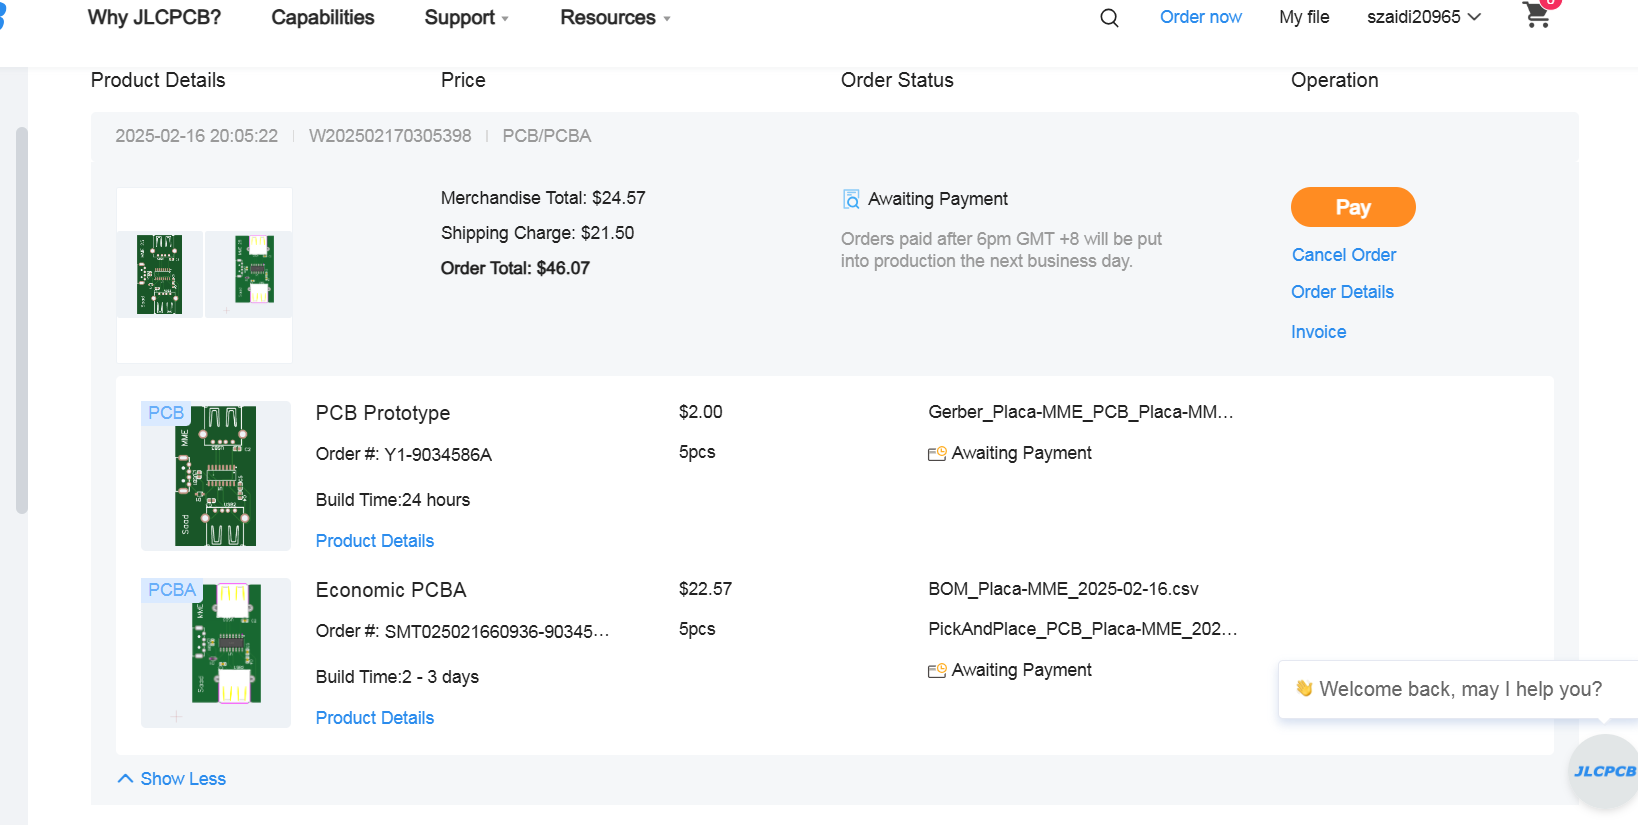 Why JLCPCB?
Capabilities
Support
Resources
Order now
My file
szaidi20965
Product Details
Price
Order Status
Operation
2025-02-16 20:05:22
W202502170305398
PCB/PCBA
Merchandise Total: $24.57
Shipping Charge: $21.50
Order Total: $46.07
Awaiting Payment
Orders paid after 6pm GMT +8 will be put
into production the next business day.
Pay
Cancel Order
Order Details
Invoice
PCB
MME
Saad
PCB Prototype
$2.00
Gerber_Placa-MME_PCB_Placa-MM...
Order #: Y1-9034586A
5pcs
Awaiting Payment
Build Time:24 hours
Product Details
PCBA
MME
Saad
Economic PCBA
$22.57
BOM_Placa-MME_2025-02-16.csv
Order #: SMT025021660936-90345...
5pcs
PickAndPlace_PCB_Placa-MME_202...
Awaiting Payment
Build Time:2 - 3 days
Product Details
Show Less
👋 Welcome back, may I help you?
JLCPCB